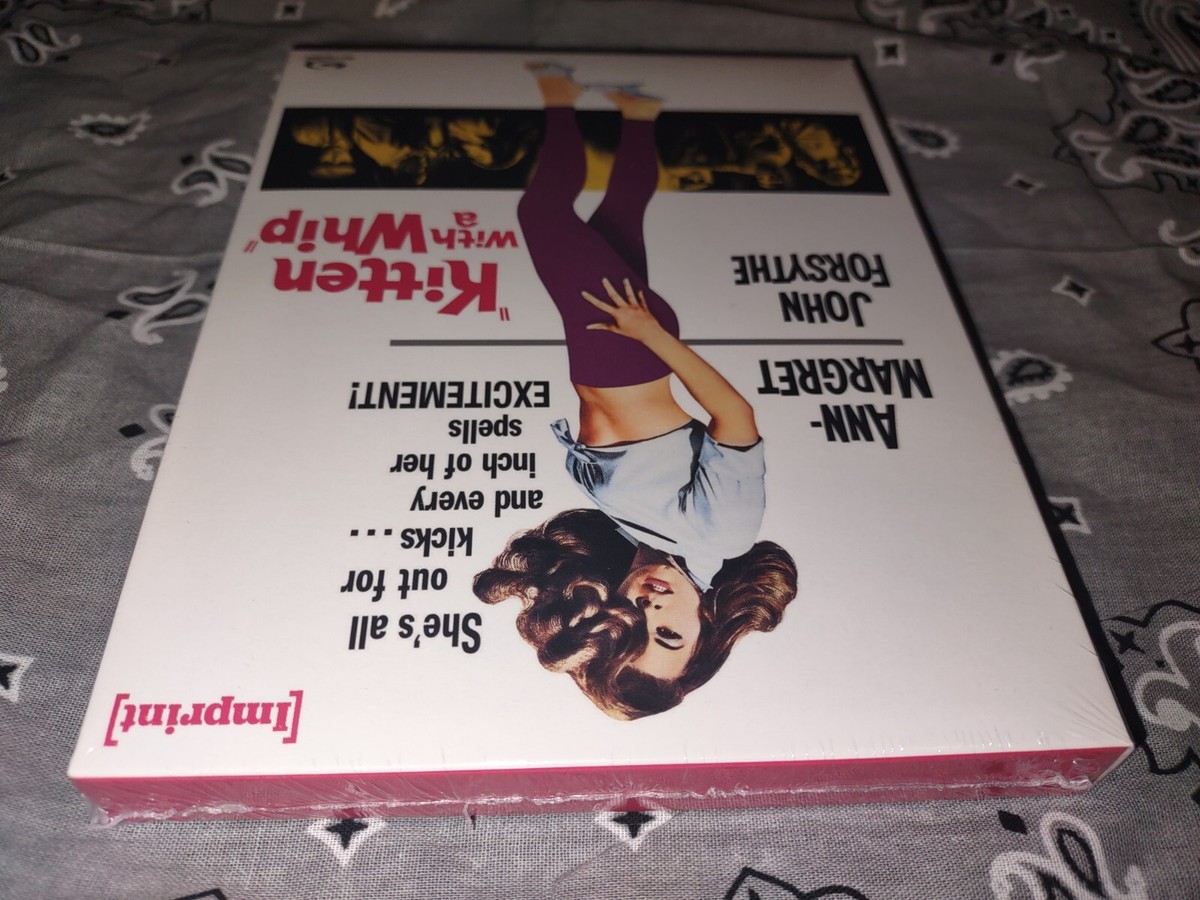 [Imprint]
She's all
out for
kicks...
and every
inch of her
spells
EXCITEMENT!
ANN-
MARGRET
JOHN
FORSYTHE
"Kitten
with a Whip"